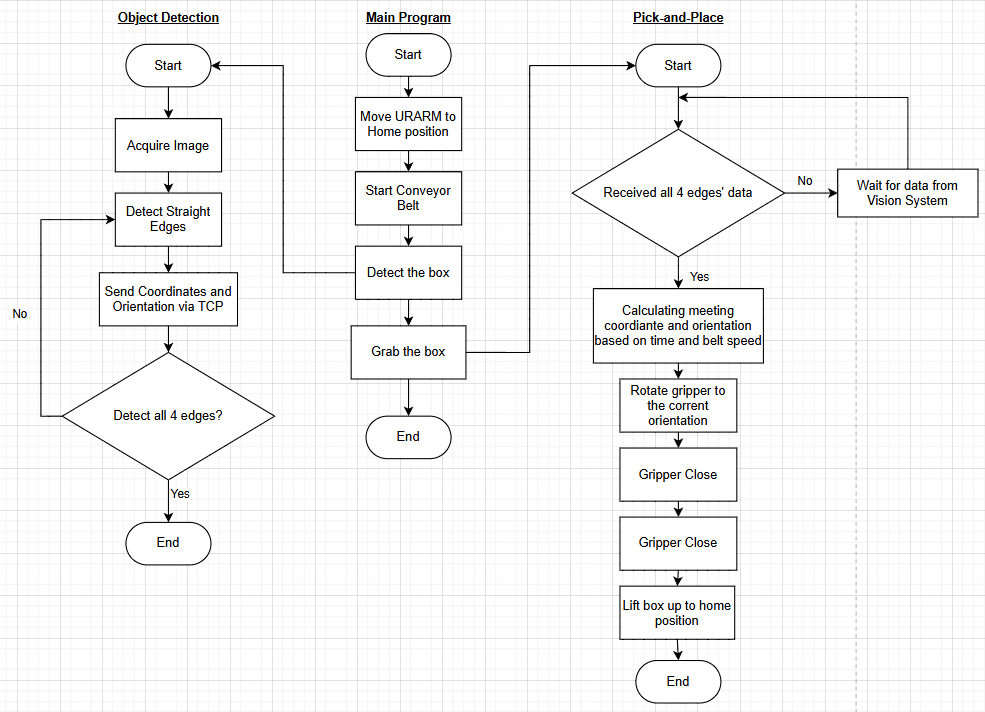 Object Detection
Start
Acquire Image
Detect Straight
Edges
Send Coordinates and
Orientation via TCP
No
Detect all 4 edges?
Yes
End
Main Program
Start
Move URARM to
Home position
Start Conveyor
Belt
Detect the box
Grab the box
End
Pick-and-Place
Start
Received all 4 edges' data
No
Wait for data from
Vision System
Yes
Calculating meeting
coordiante and orientation
based on time and belt speed
Rotate gripper to
the corrent
orientation
Gripper Close
Gripper Close
Lift box up to home
position
End